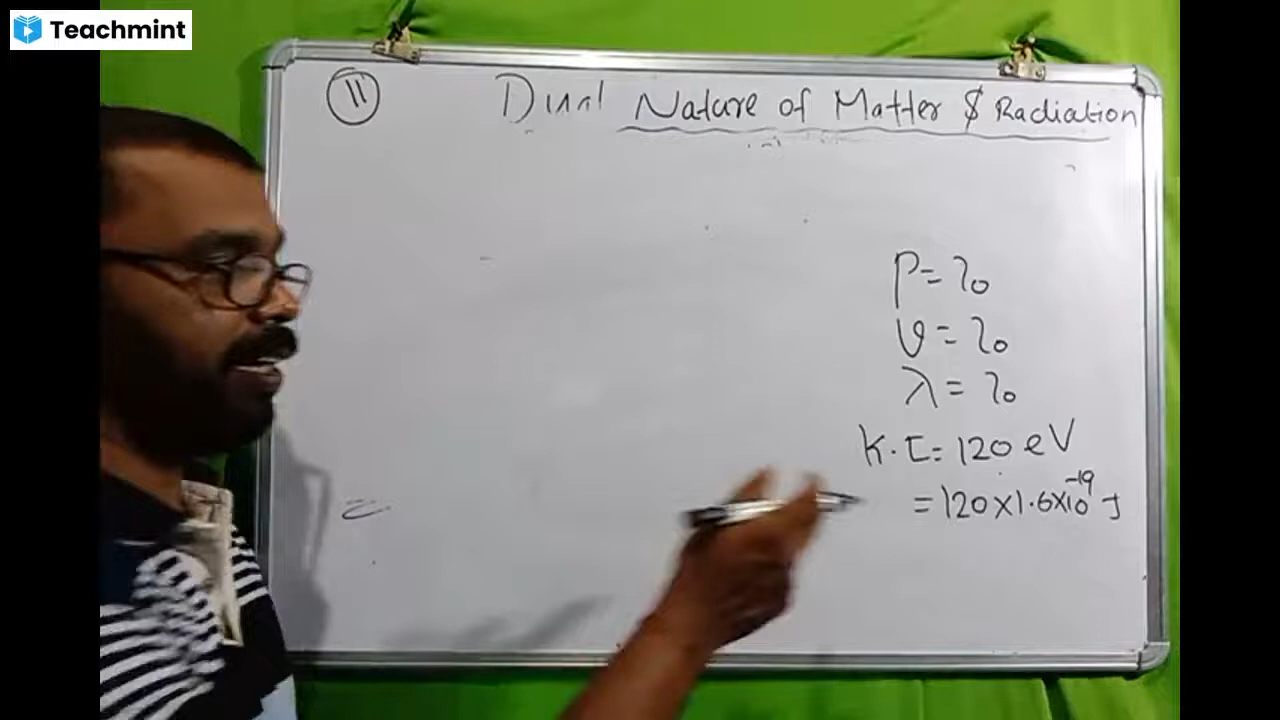 Teachmint
11 Dual Nature of Matter & Radiation
P = ?
υ = ?
λ = ?
K.E = 120 eV
= 120 × 1.6 × 10⁻¹⁹ J